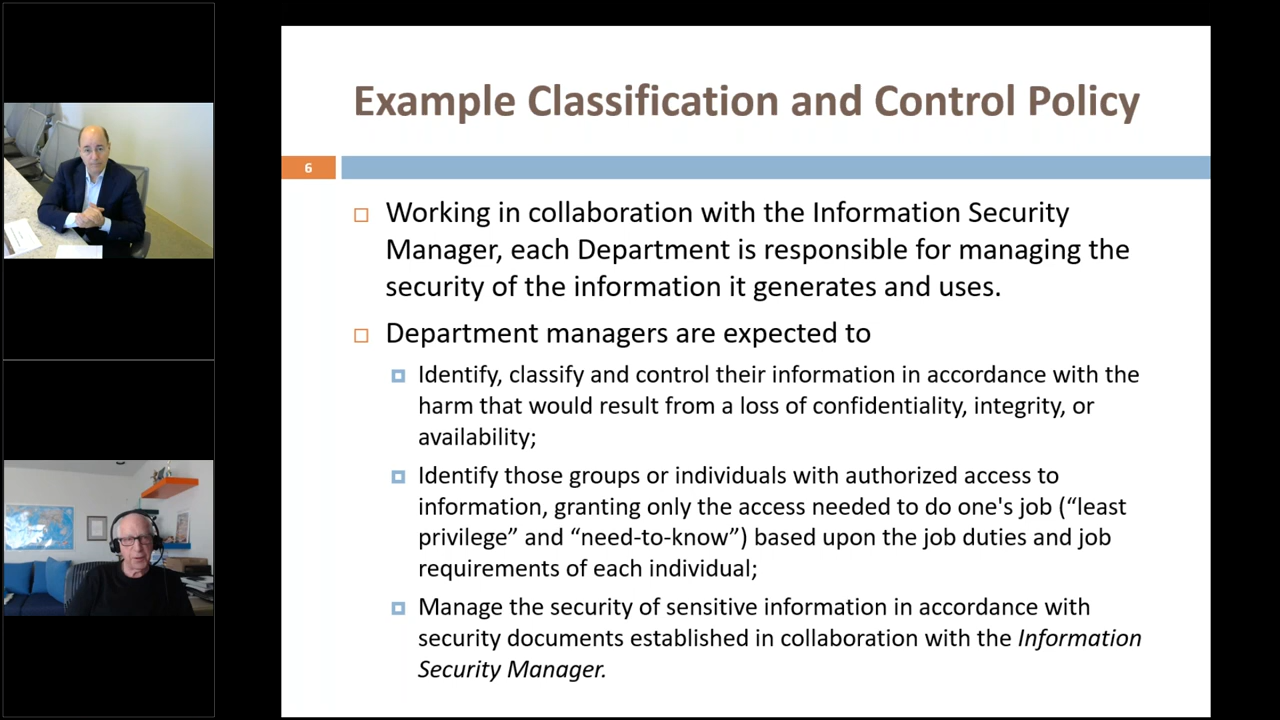 Example Classification and Control Policy
6
Working in collaboration with the Information Security
Manager, each Department is responsible for managing the
security of the information it generates and uses.
Department managers are expected to
Identify, classify and control their information in accordance with the
harm that would result from a loss of confidentiality, integrity, or
availability;
Identify those groups or individuals with authorized access to
information, granting only the access needed to do one's job (“least
privilege” and “need-to-know”) based upon the job duties and job
requirements of each individual;
Manage the security of sensitive information in accordance with
security documents established in collaboration with the Information
Security Manager.